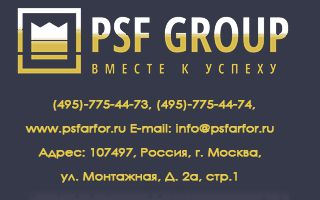 PSF GROUP
ВМЕСТЕ К УСПЕХУ
(495)-775-44-73, (495)-775-44-74,
www.psfarfor.ru E-mail: info@psfarfor.ru
Адрес: 107497, Россия, г. Москва,
ул. Монтажная, Д. 2а, стр.1